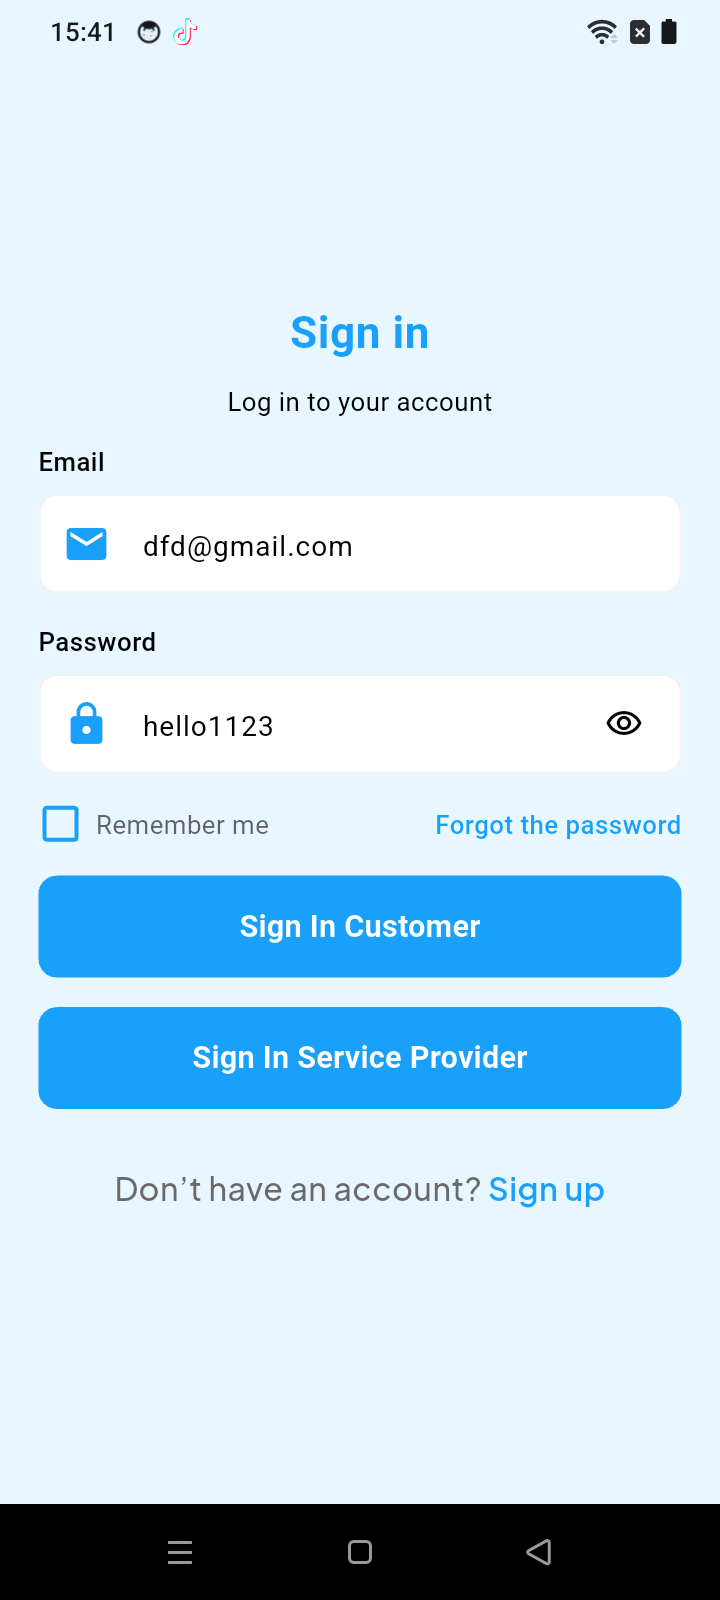 15:41
Sign in
Log in to your account
Email
dfd@gmail.com
Password
hello1123
Remember me
Forgot the password
Sign In Customer
Sign In Service Provider
Don’t have an account? Sign up